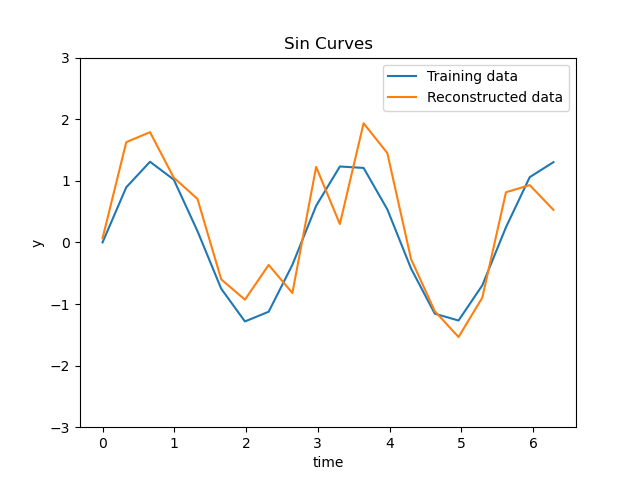 Sin Curves
Training data
Reconstructed data
3
2
1
0
−1
−2
−3
y
0 1 2 3 4 5 6
time